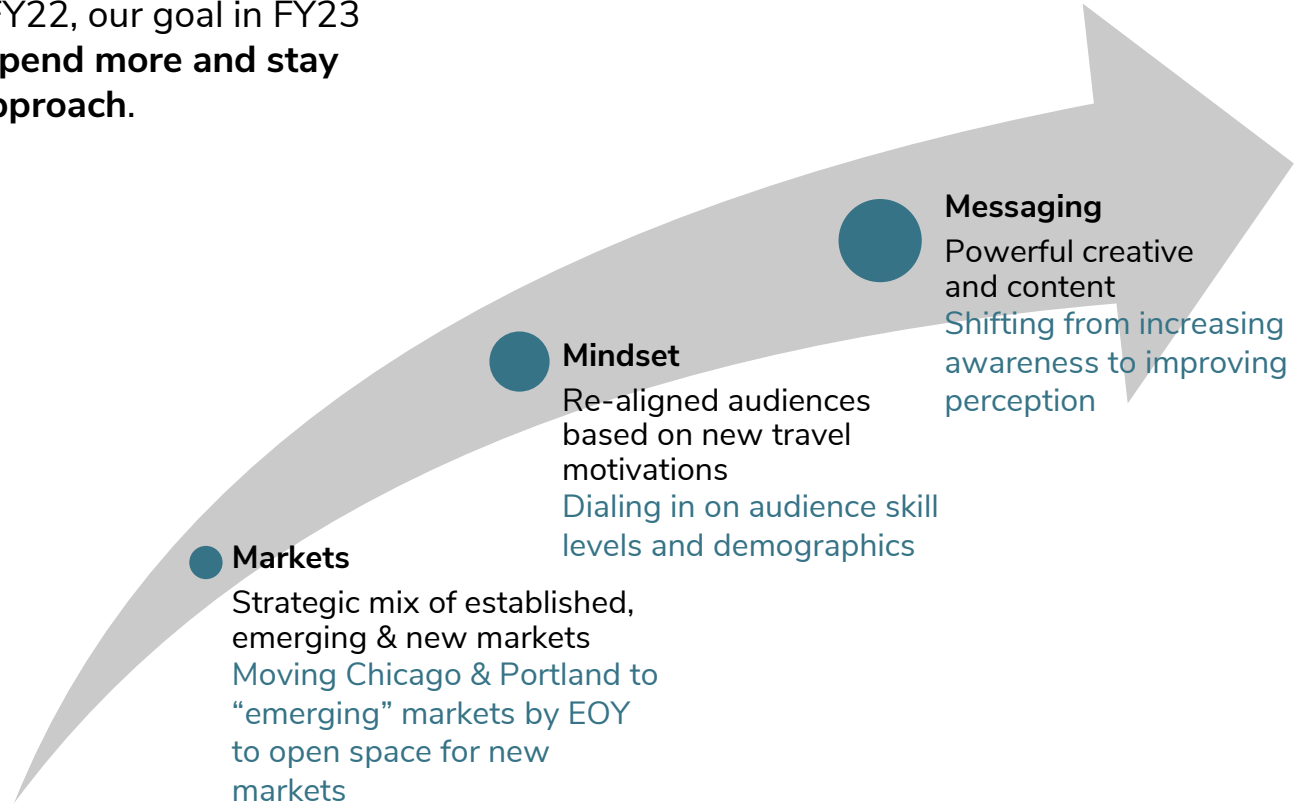 FY22, our goal in FY23
spend more and stay
approach.
Messaging
Powerful creative
and content
Shifting from increasing
awareness to improving
perception
Mindset
Re-aligned audiences
based on new travel
motivations
Dialing in on audience skill
levels and demographics
Markets
Strategic mix of established,
emerging & new markets
Moving Chicago & Portland to
“emerging” markets by EOY
to open space for new
markets